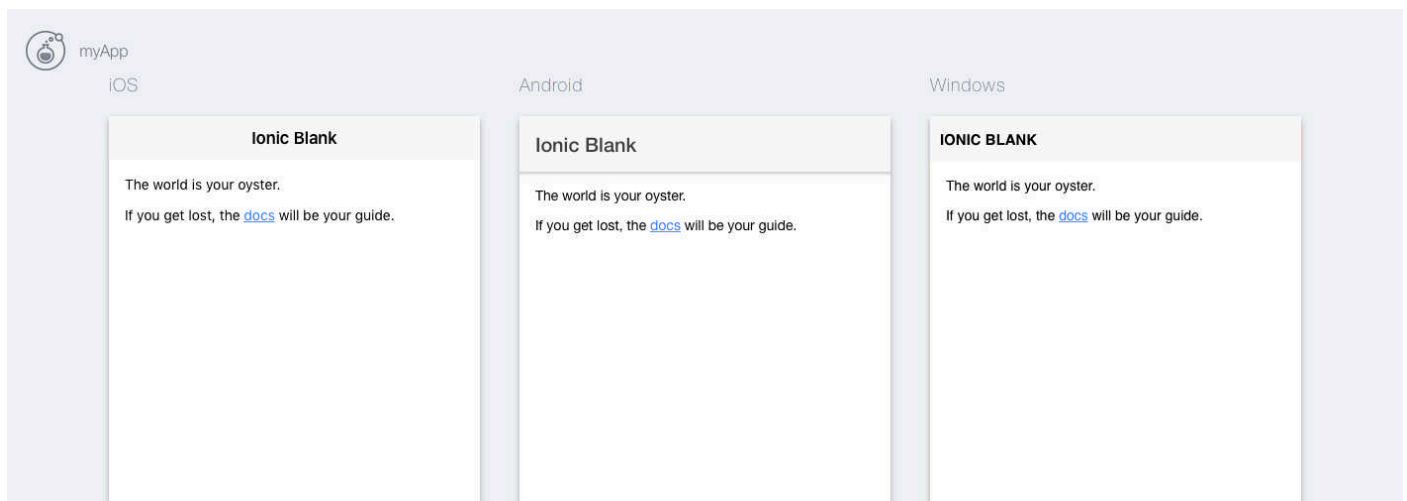 myApp
iOS
Ionic Blank
The world is your oyster.
If you get lost, the docs will be your guide.
Android
Ionic Blank
The world is your oyster.
If you get lost, the docs will be your guide.
Windows
IONIC BLANK
The world is your oyster.
If you get lost, the docs will be your guide.